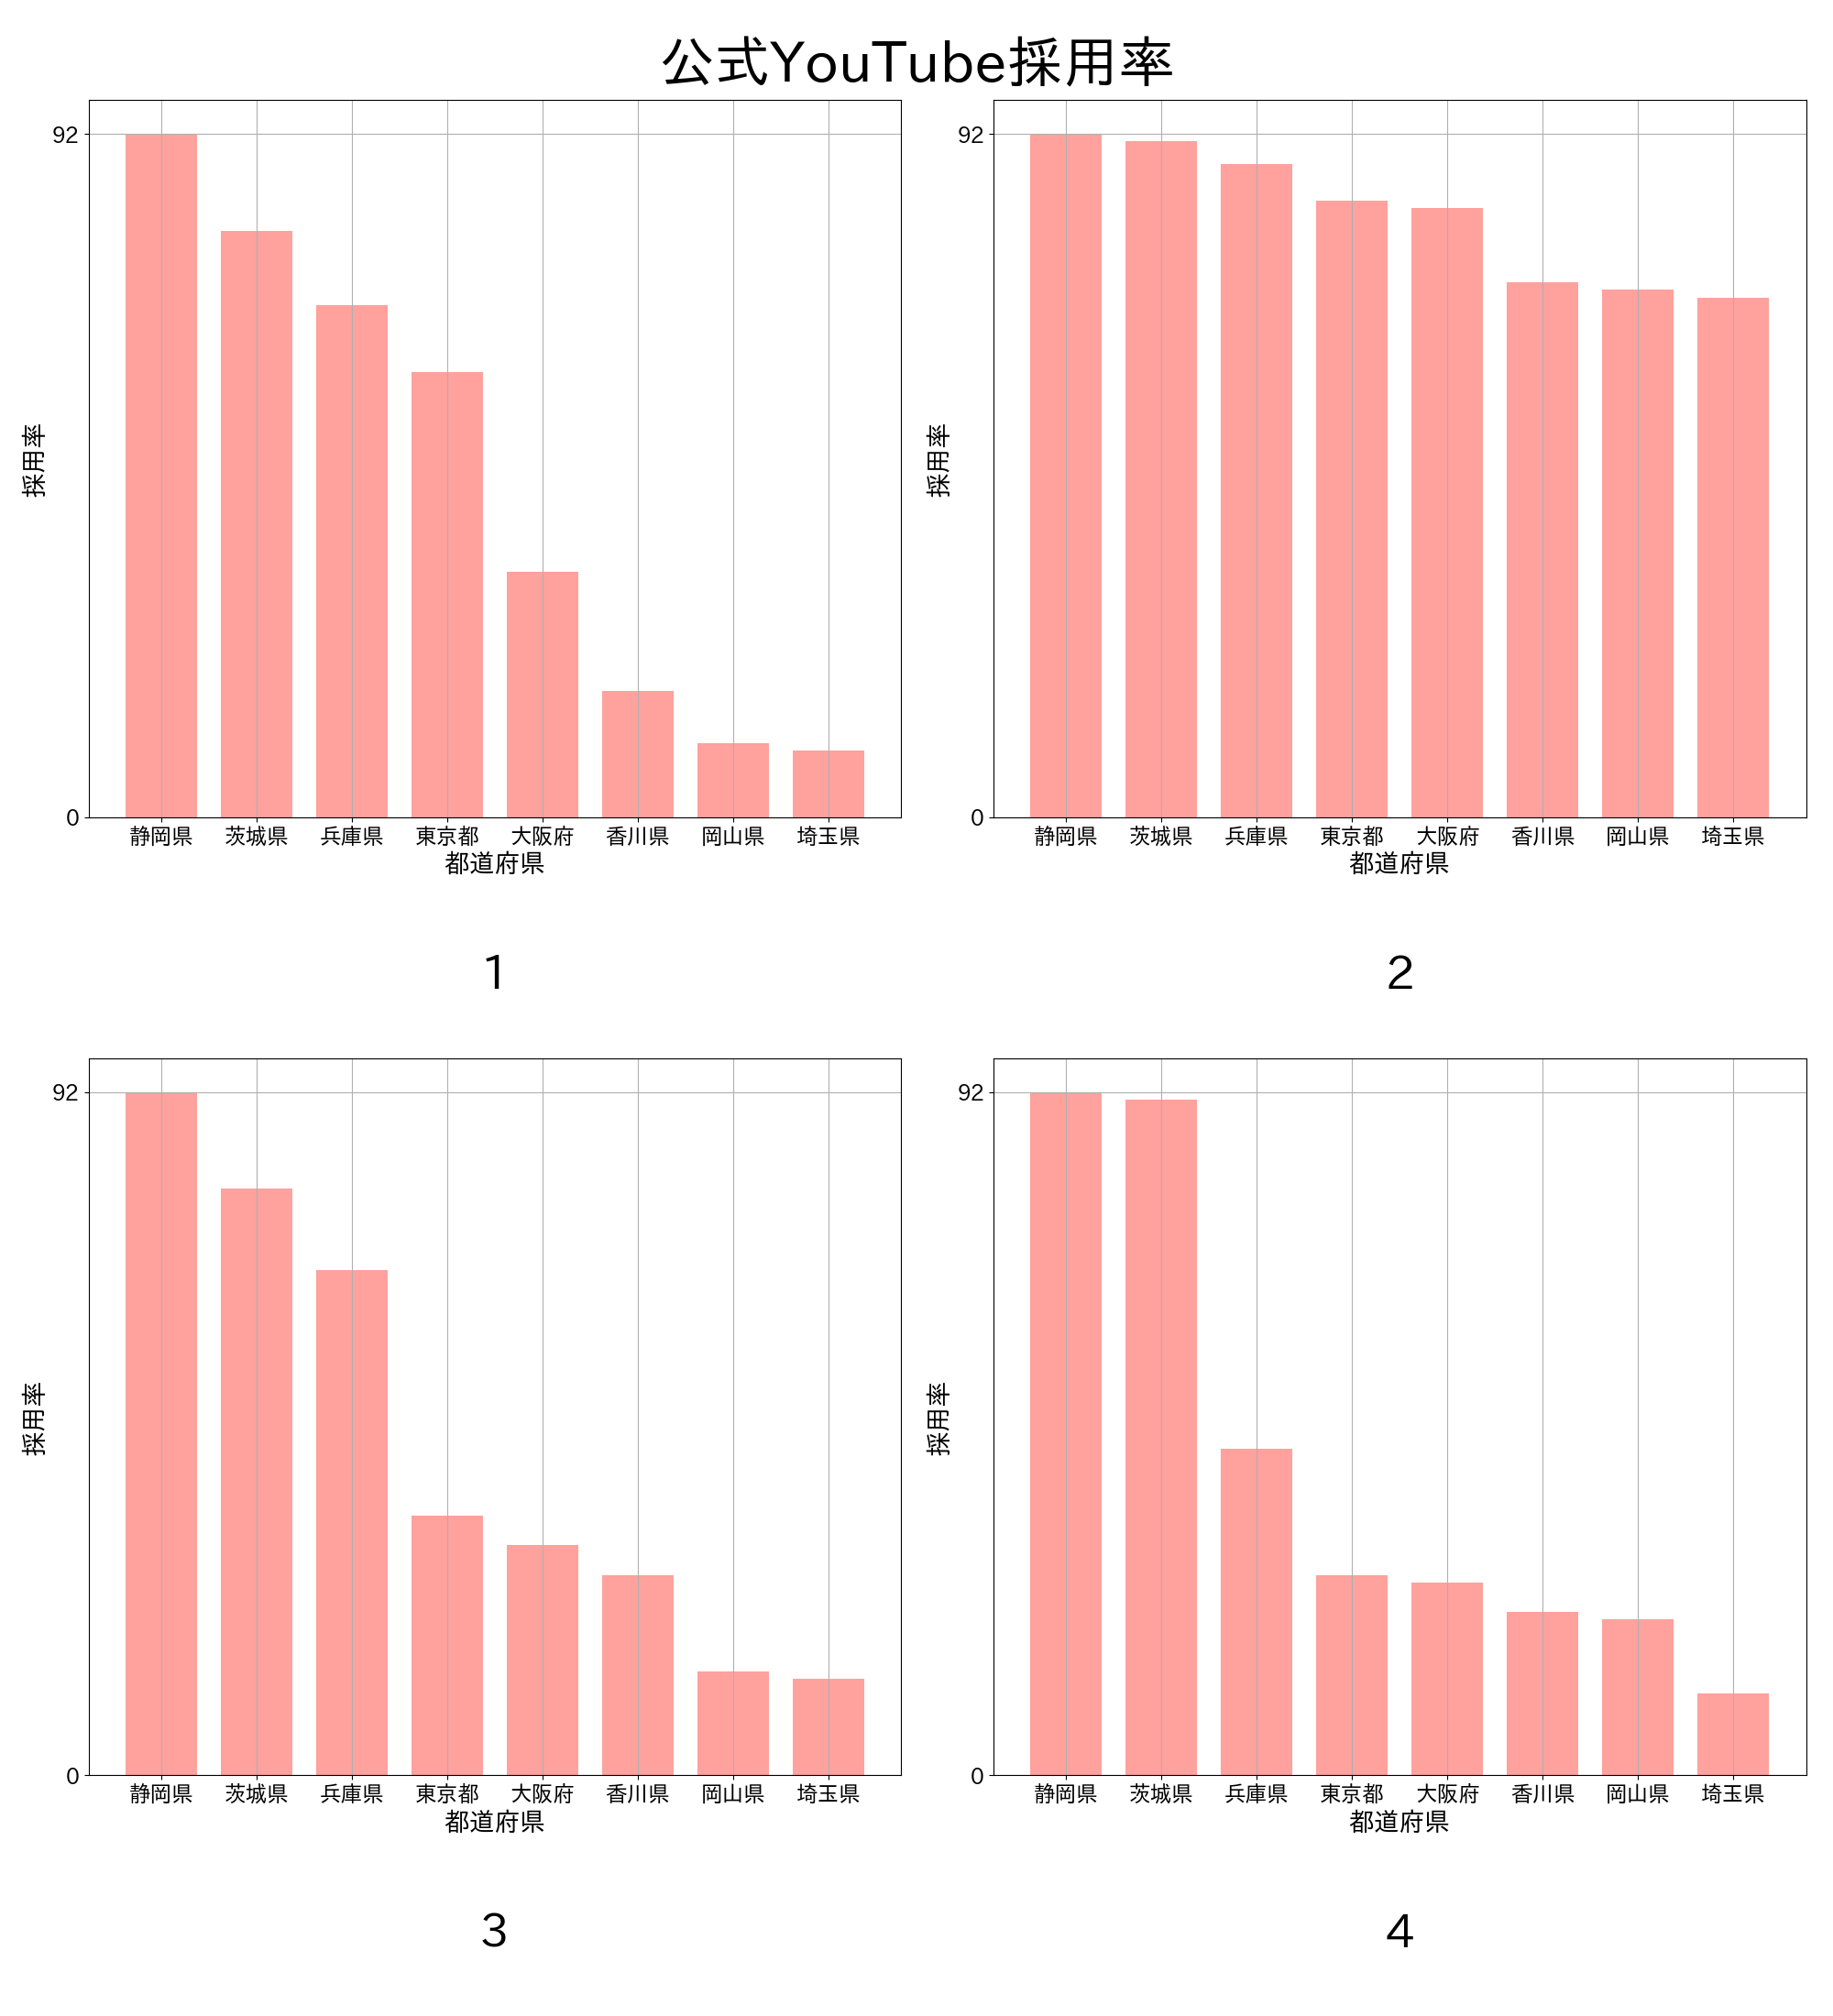 公式YouTube採用率
92
0
採用率
静岡県 茨城県 兵庫県 東京都 大阪府 香川県 岡山県 埼玉県
都道府県
1
92
0
採用率
静岡県 茨城県 兵庫県 東京都 大阪府 香川県 岡山県 埼玉県
都道府県
2
92
0
採用率
静岡県 茨城県 兵庫県 東京都 大阪府 香川県 岡山県 埼玉県
都道府県
3
92
0
採用率
静岡県 茨城県 兵庫県 東京都 大阪府 香川県 岡山県 埼玉県
都道府県
4